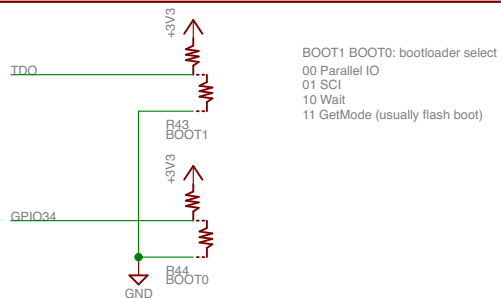 +3V3
TDO
R43
BOOT1
+3V3
GPIO34
R44
BOOT0
GND
BOOT1 BOOT0: bootloader select
00 Parallel IO
01 SCI
10 Wait
11 GetMode (usually flash boot)